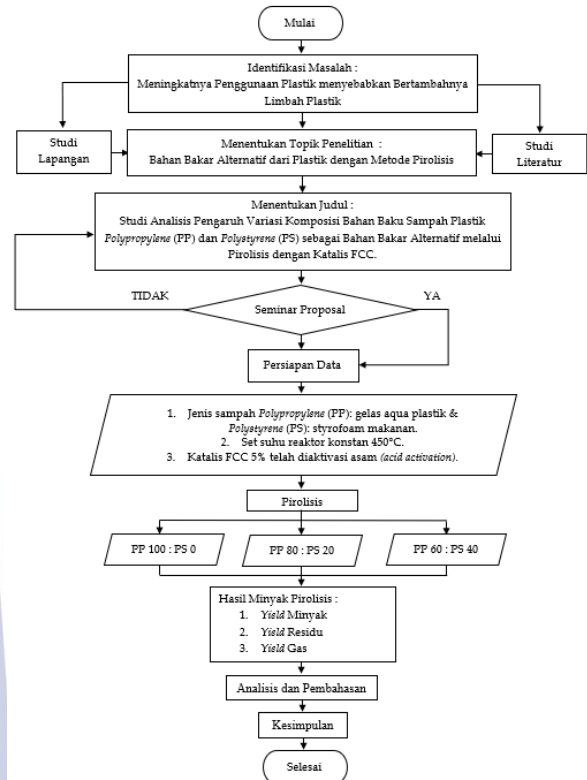 Mulai
Identifikasi Masalah :
Meningkatnya Penggunaan Plastik menyebabkan Bertambahnya
Limbah Plastik
Studi
Lapangan
Menentukan Topik Penelitian :
Bahan Bakar Alternatif dari Plastik dengan Metode Pirolisis
Studi
Literatur
Menentukan Judul :
Studi Analisis Pengaruh Variasi Komposisi Bahan Baku Sampah Plastik
Polypropylene (PP) dan Polystyrene (PS) sebagai Bahan Bakar Alternatif melalui
Pirolisis dengan Katalis FCC.
TIDAK
Seminar Proposal
YA
Persiapan Data
1. Jenis sampah Polypropylene (PP): gelas aqua plastik &
Polystyrene (PS): styrofoam makanan.
2. Set suhu reaktor konstan 450°C.
3. Katalis FCC 5% telah diaktivasi asam (acid activation).
Pirolisis
PP 100 : PS 0
PP 80 : PS 20
PP 60 : PS 40
Hasil Minyak Pirolisis :
1. Yield Minyak
2. Yield Residu
3. Yield Gas
Analisis dan Pembahasan
Kesimpulan
Selesai